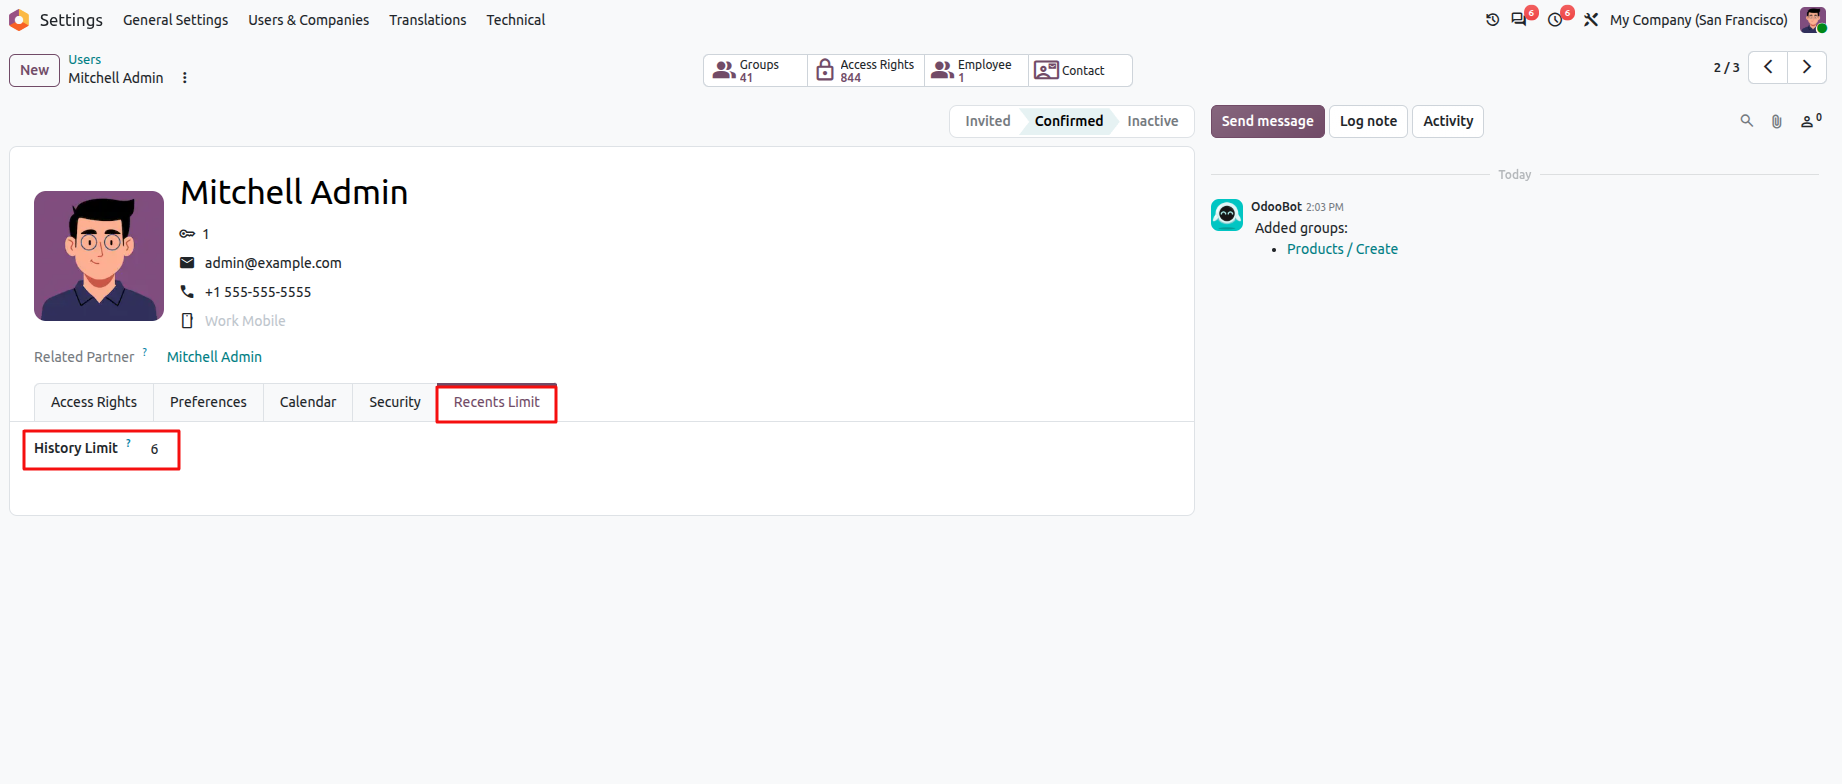 Settings General Settings Users & Companies Translations Technical 6 6 My Company (San Francisco)
New Users
Mitchell Admin
Groups 41 Access Rights 844 Employee 1 Contact
2 / 3
Invited Confirmed Inactive Send message Log note Activity 0
Today
Mitchell Admin
1
admin@example.com
+1 555-555-5555
Work Mobile
Related Partner ? Mitchell Admin
Access Rights Preferences Calendar Security Recents Limit
History Limit ? 6
OdooBot 2:03 PM
Added groups:
• Products / Create